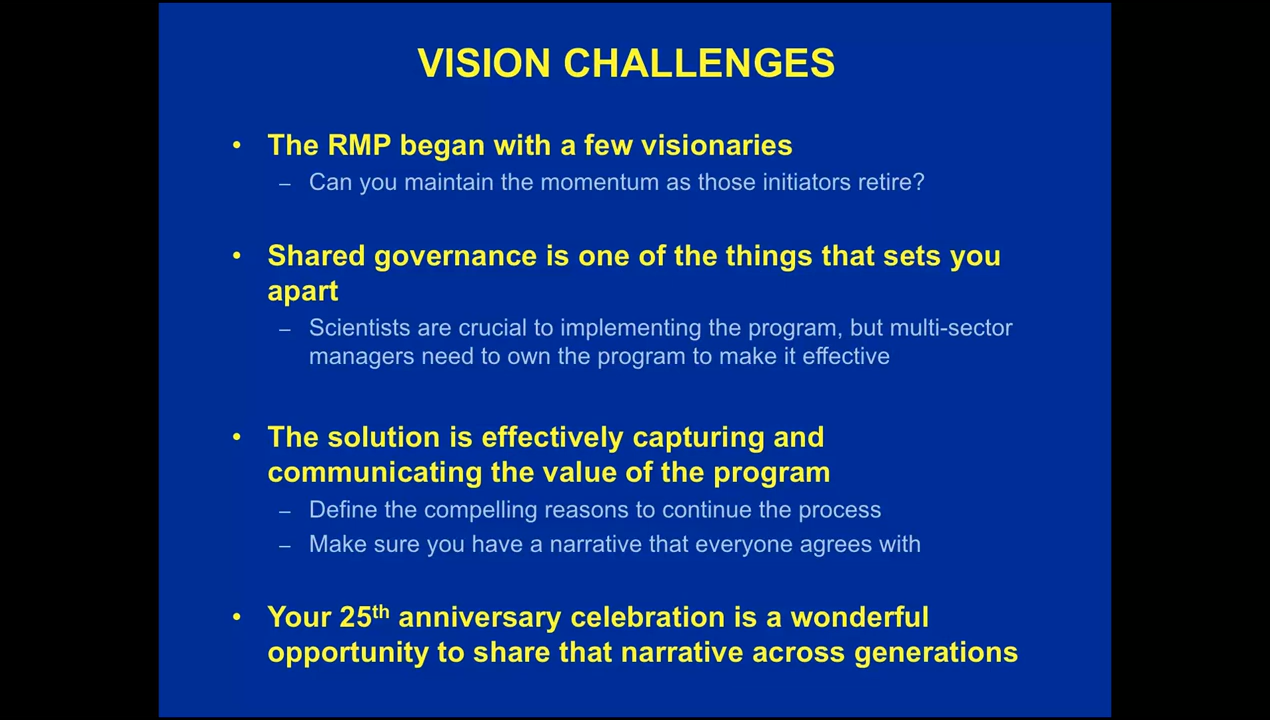 VISION CHALLENGES
• The RMP began with a few visionaries
– Can you maintain the momentum as those initiators retire?
• Shared governance is one of the things that sets you
apart
– Scientists are crucial to implementing the program, but multi-sector
managers need to own the program to make it effective
• The solution is effectively capturing and
communicating the value of the program
– Define the compelling reasons to continue the process
– Make sure you have a narrative that everyone agrees with
• Your 25th anniversary celebration is a wonderful
opportunity to share that narrative across generations